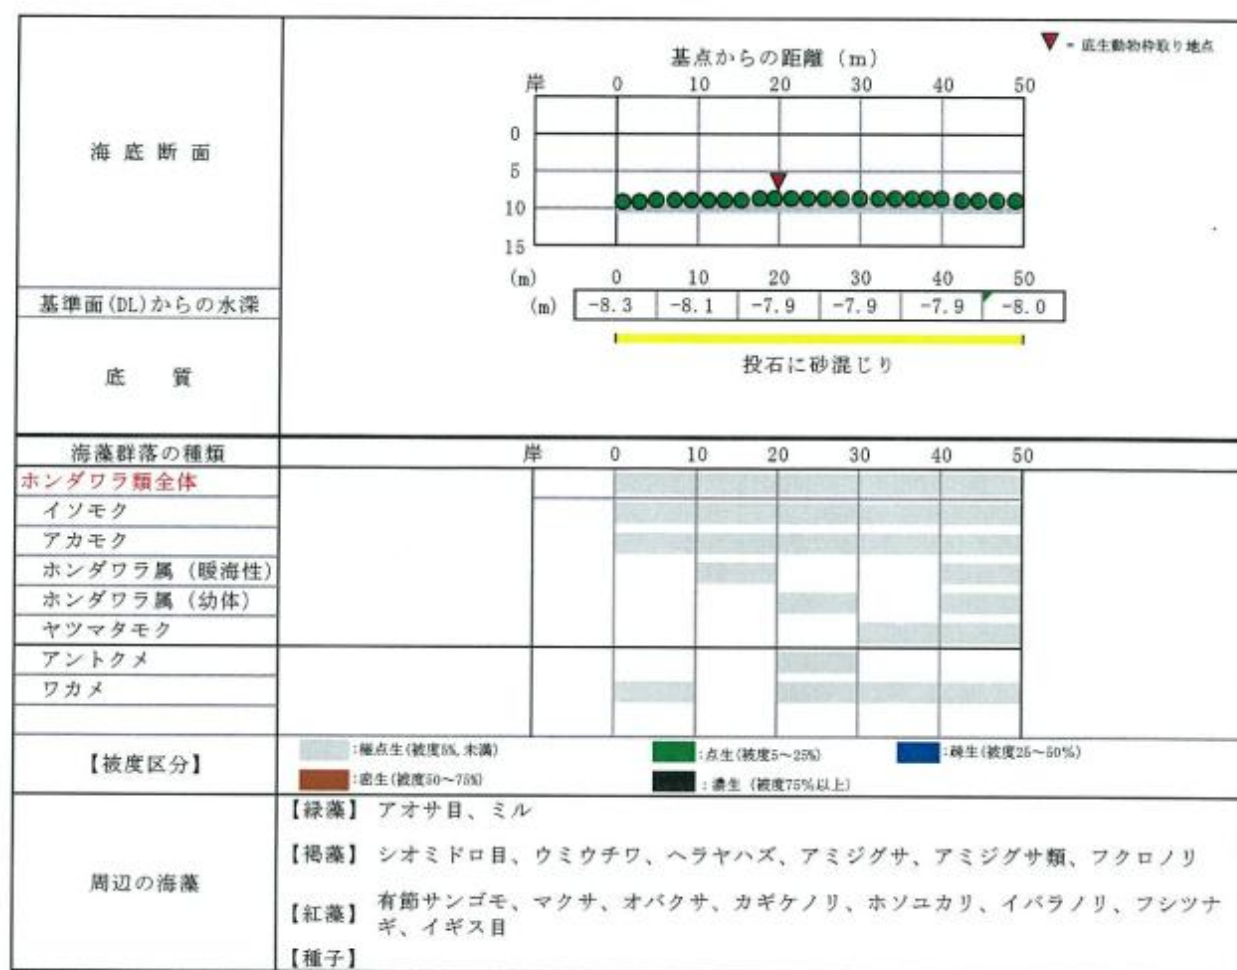 ▼ = 底生動物枠取り地点
基点からの距離（m）
岸 0 10 20 30 40 50
海 底 断 面
0
5
10
15
(m) 0 10 20 30 40 50
基準面(DL)からの水深
(m) -8.3 -8.1 -7.9 -7.9 -7.9 -8.0
投石に砂混じり
底 質
海藻群落の種類 岸 0 10 20 30 40 50
ホンダワラ類全体
イソモク
アカモク
ホンダワラ属（暖海性）
ホンダワラ属（幼体）
ヤツマタモク
アントクメ
ワカメ
【被度区分】
:極点生(被度5%,未満) :点生(被度5～25%) :疎生(被度25～50%)
:密生(被度50～75%) :濃生（被度75%以上）
周辺の海藻
【緑藻】 アオサ目、ミル
【褐藻】 シオミドロ目、ウミウチワ、ヘラヤハズ、アミジグサ、アミジグサ類、フクロノリ
【紅藻】 有節サンゴモ、マクサ、オバクサ、カギケノリ、ホソユカリ、イバラノリ、フシツナ
ギ、イギス目
【種子】